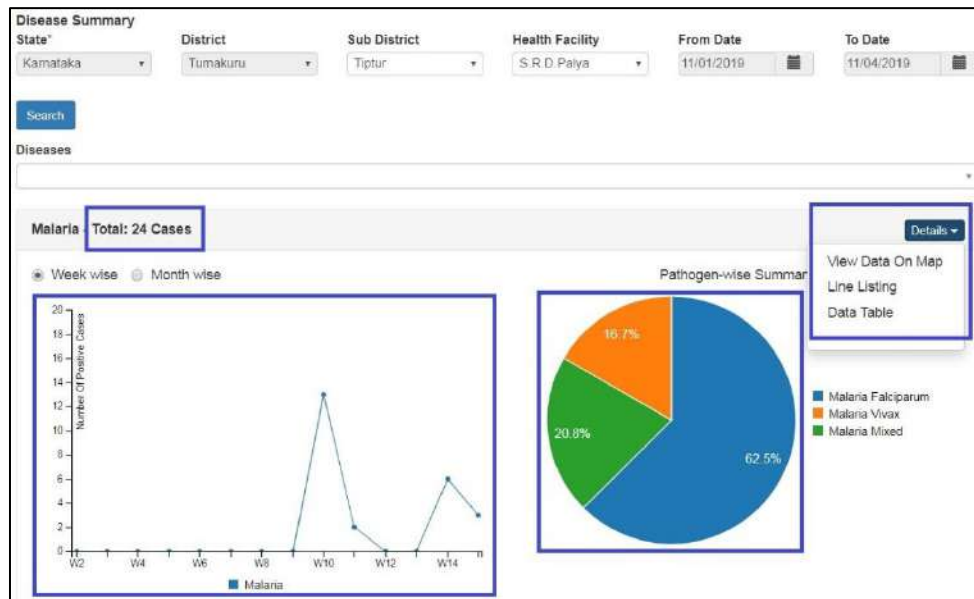 Disease Summary
State* District Sub District Health Facility From Date To Date
Karnataka Tumakuru Tiptur S.R.D.Palya 11/01/2019 11/04/2019
Search
Diseases
Malaria - Total: 24 Cases Details
View Data On Map
Line Listing
Data Table
Week wise Month wise
Pathogen-wise Summar
Number Of Positive Cases
20
18
16
14
12
10
8
6
4
2
0
W2 W4 W6 W8 W10 W12 W14
Malaria
16.7%
20.8%
62.5%
Malaria Falciparum
Malaria Vivax
Malaria Mixed